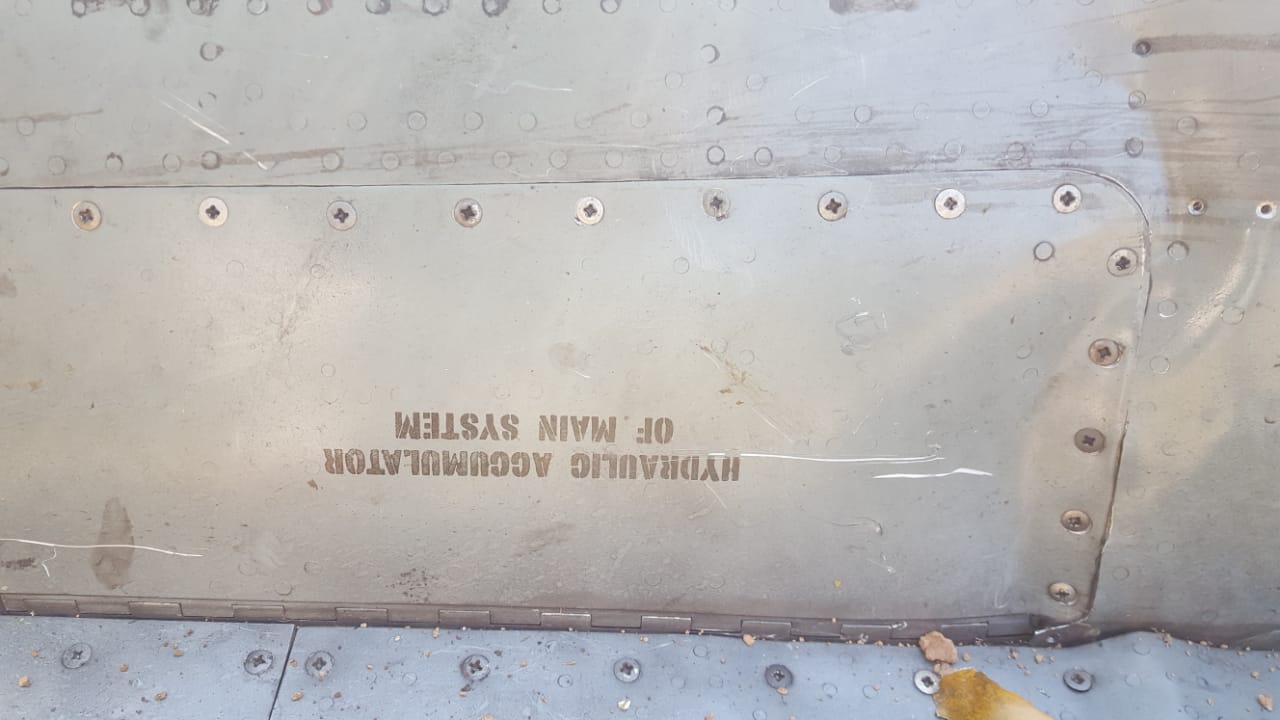 HYDRAULIC ACCUMULATOR
OF MAIN SYSTEM